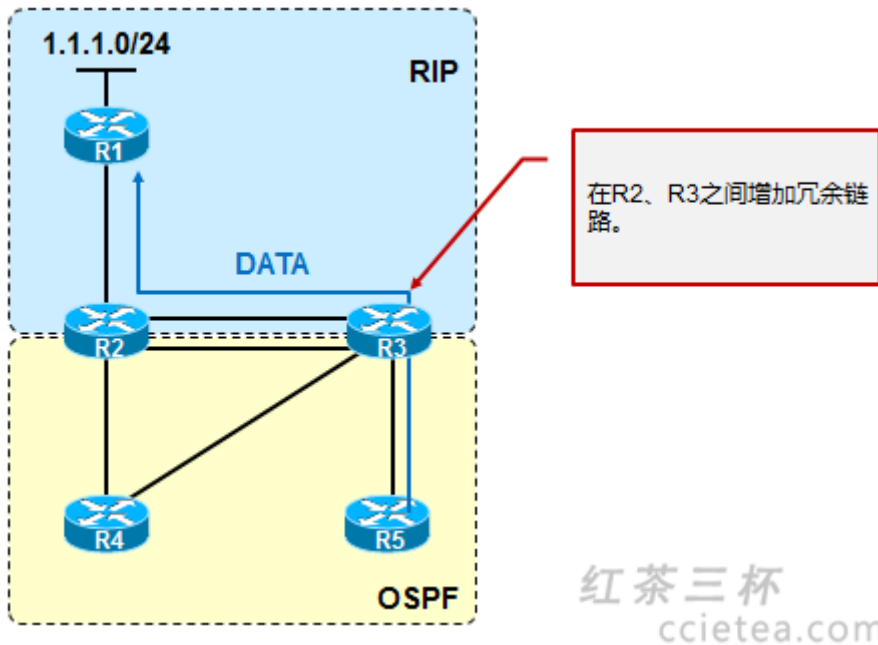 1.1.1.0/24
RIP
R1
在R2、R3之间增加冗余链
路。
DATA
R2
R3
R4
R5
OSPF
红茶三杯
ccietea.com